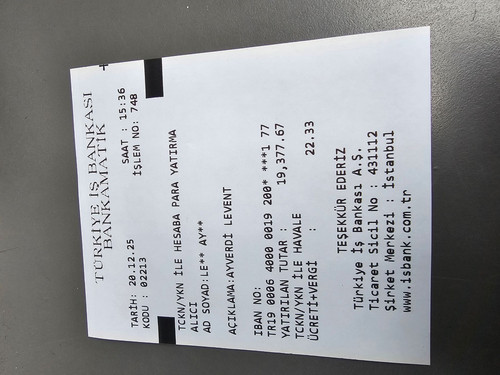 TÜRKİYE İŞ BANKASI
BANKAMATİK
TARİH: 20.12.25 SAAT : 15:36
KODU : 02213 İŞLEM NO: 748
TCKN/YKN İLE HESABA PARA YATIRMA
ALICI
AD SOYAD:LE** AY**
AÇIKLAMA:AYVERDİ LEVENT
IBAN NO:
TR19 0006 4000 0019 200* ***1 77
YATIRILAN TUTAR : 19,377.67
TCKN/YKN İLE HAVALE
ÜCRETİ+VERGİ : 22.33
TEŞEKKÜR EDERİZ
Türkiye İş Bankası A.Ş.
Ticaret Sicil No : 431112
Şirket Merkezi : İstanbul
www.isbank.com.tr